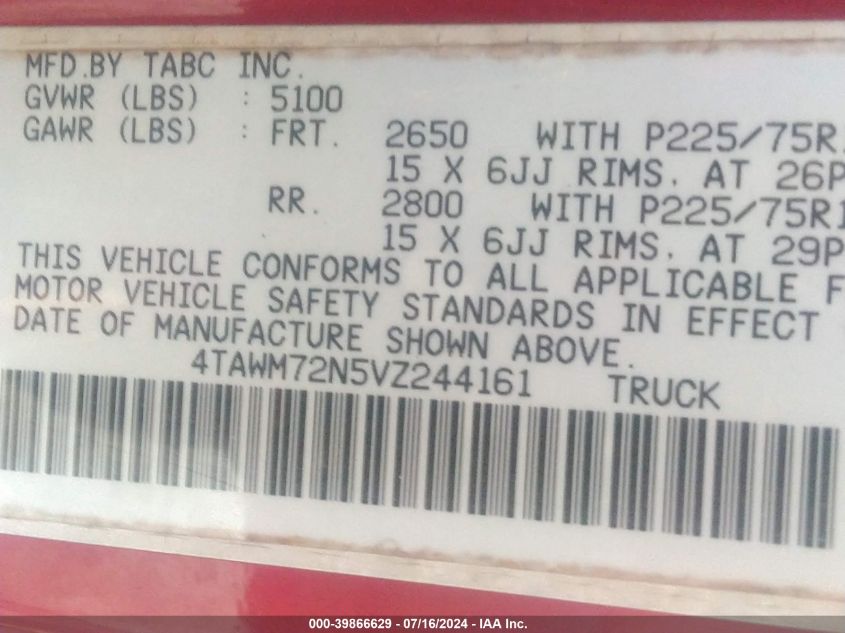 MFD.BY TABC INC.
GVWR (LBS) : 5100
GAWR (LBS) : FRT. 2650 WITH P225/75R
15 X 6JJ RIMS. AT 26P
RR. 2800 WITH P225/75R1
15 X 6JJ RIMS. AT 29P
THIS VEHICLE CONFORMS TO ALL APPLICABLE F
MOTOR VEHICLE SAFETY STANDARDS IN EFFECT
DATE OF MANUFACTURE SHOWN ABOVE.
4TAWM72N5VZ244161 TRUCK
000-39866629 - 07/16/2024 - IAA Inc.